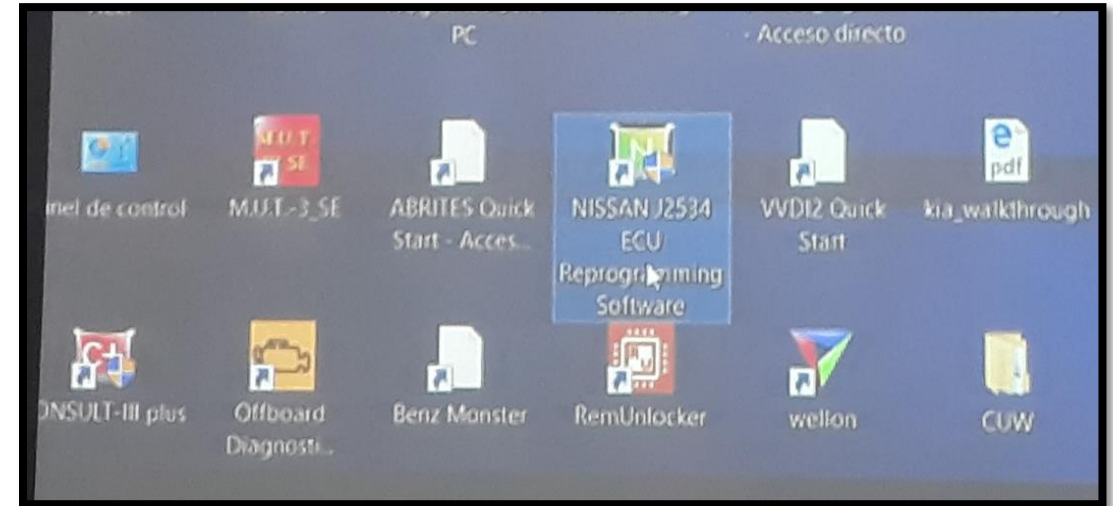 PC
- Acceso directo
nel de control
M.U.T.-3_SE
ABRITES Quick
Start - Acces...
NISSAN J2534
ECU
Reprogramming
Software
VVDI2 Quick
Start
kia_walkthrough
M.U.T.
SE
e
pdf
N
C+
ONSULT-III plus
Offboard
Diagnosti...
Benz Monster
RemUnlocker
wellon
CUW